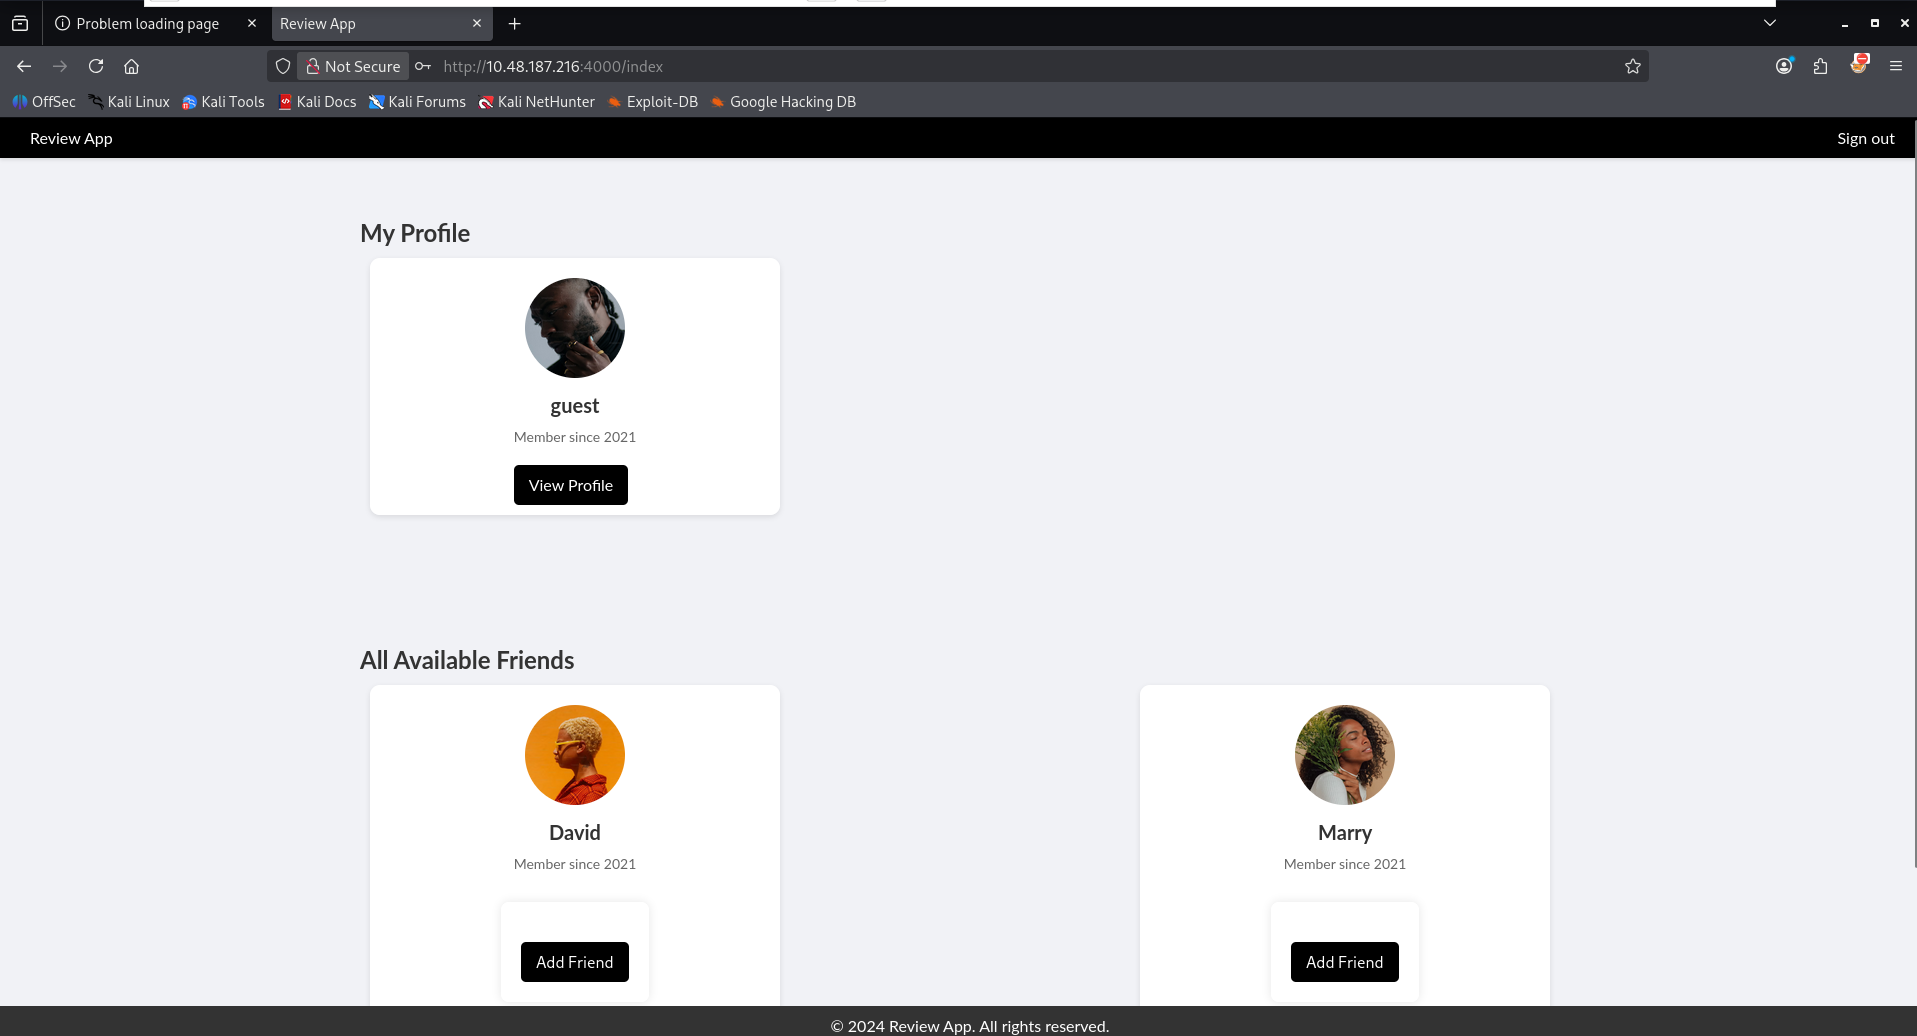 Problem loading page
Review App
Not Secure
http://10.48.187.216:4000/index
OffSec Kali Linux Kali Tools Kali Docs Kali Forums Kali NetHunter Exploit-DB Google Hacking DB
Review App Sign out
My Profile
guest
Member since 2021
View Profile
All Available Friends
David
Member since 2021
Add Friend
Marry
Member since 2021
Add Friend
© 2024 Review App. All rights reserved.